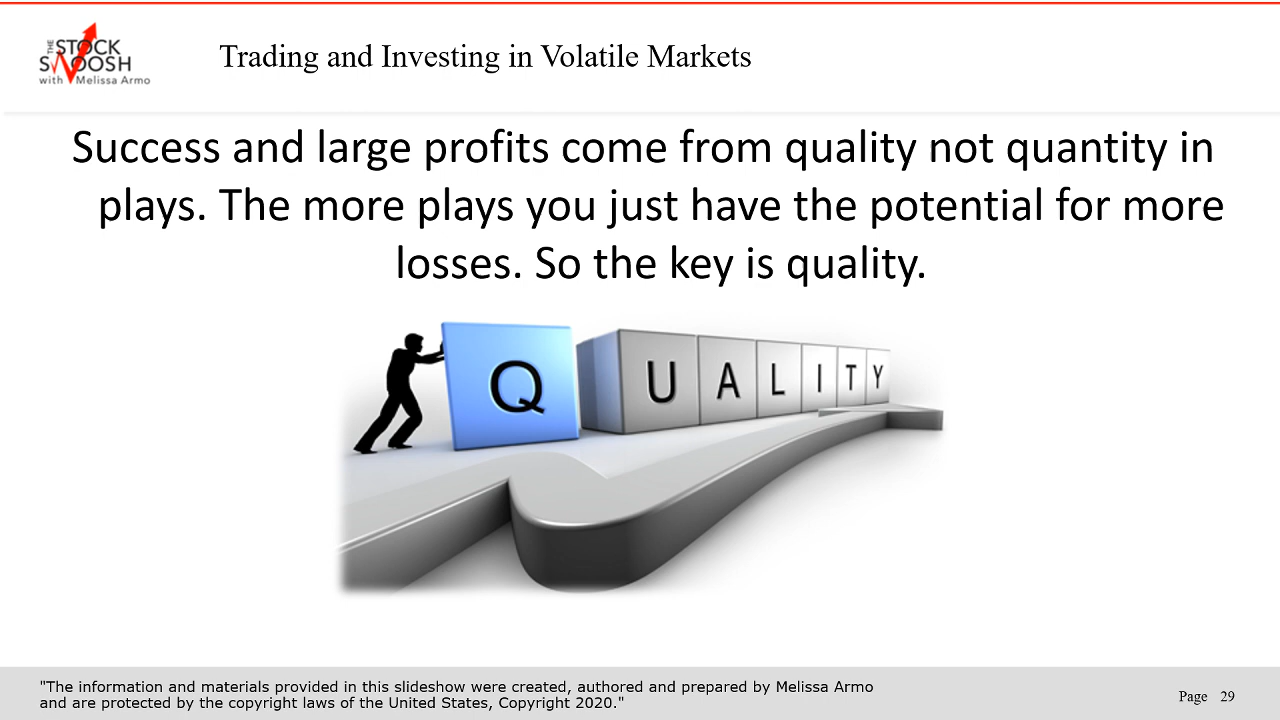 THE
STOCK
SWOOSH
with Melissa Armo
Trading and Investing in Volatile Markets
Success and large profits come from quality not quantity in
plays. The more plays you just have the potential for more
losses. So the key is quality.
QUALITY
"The information and materials provided in this slideshow were created, authored and prepared by Melissa Armo
and are protected by the copyright laws of the United States, Copyright 2020."
Page 29